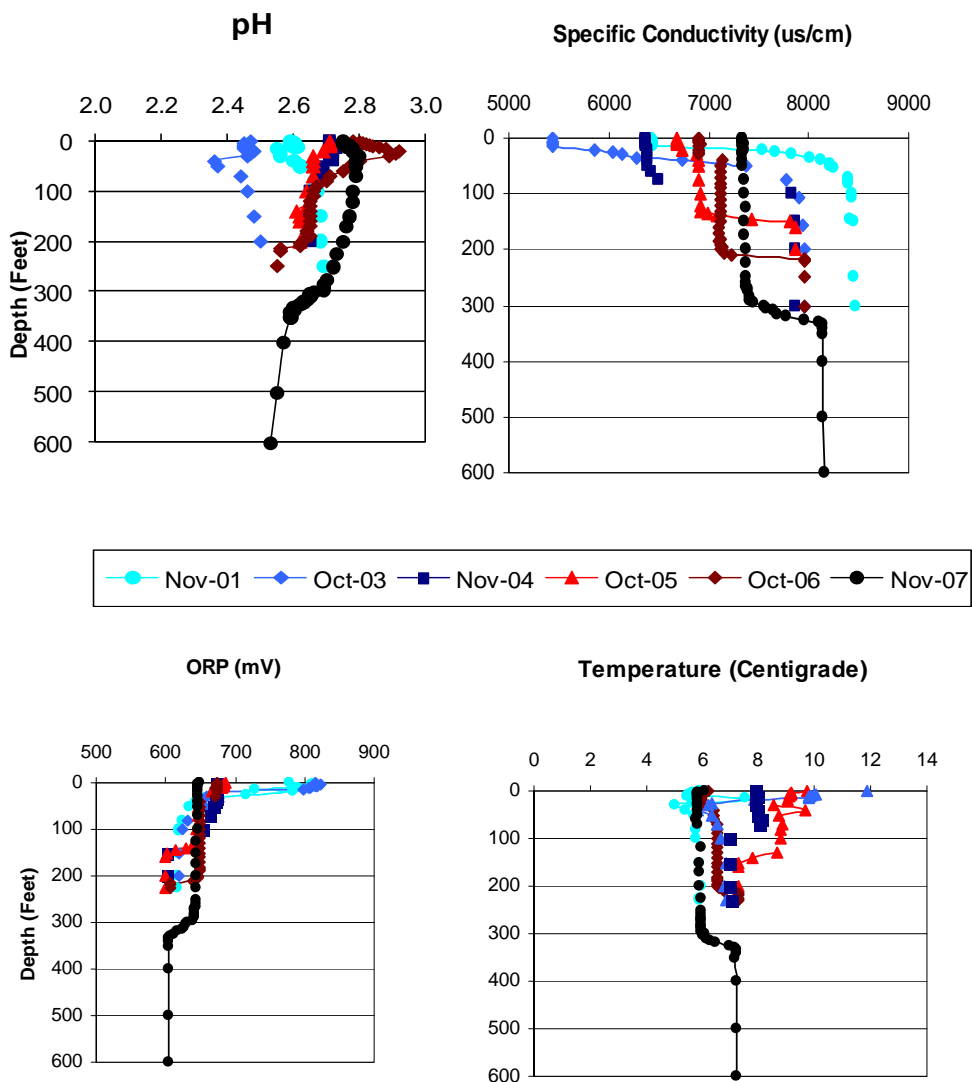 pH
2.0 2.2 2.4 2.6 2.8 3.0
0
100
200
300
400
500
600
Depth (Feet)
Specific Conductivity (us/cm)
5000 6000 7000 8000 9000
0
100
200
300
400
500
600
Nov-01 Oct-03 Nov-04 Oct-05 Oct-06 Nov-07
ORP (mV)
500 600 700 800 900
0
100
200
300
400
500
600
Depth (Feet)
Temperature (Centigrade)
0 2 4 6 8 10 12 14
0
100
200
300
400
500
600